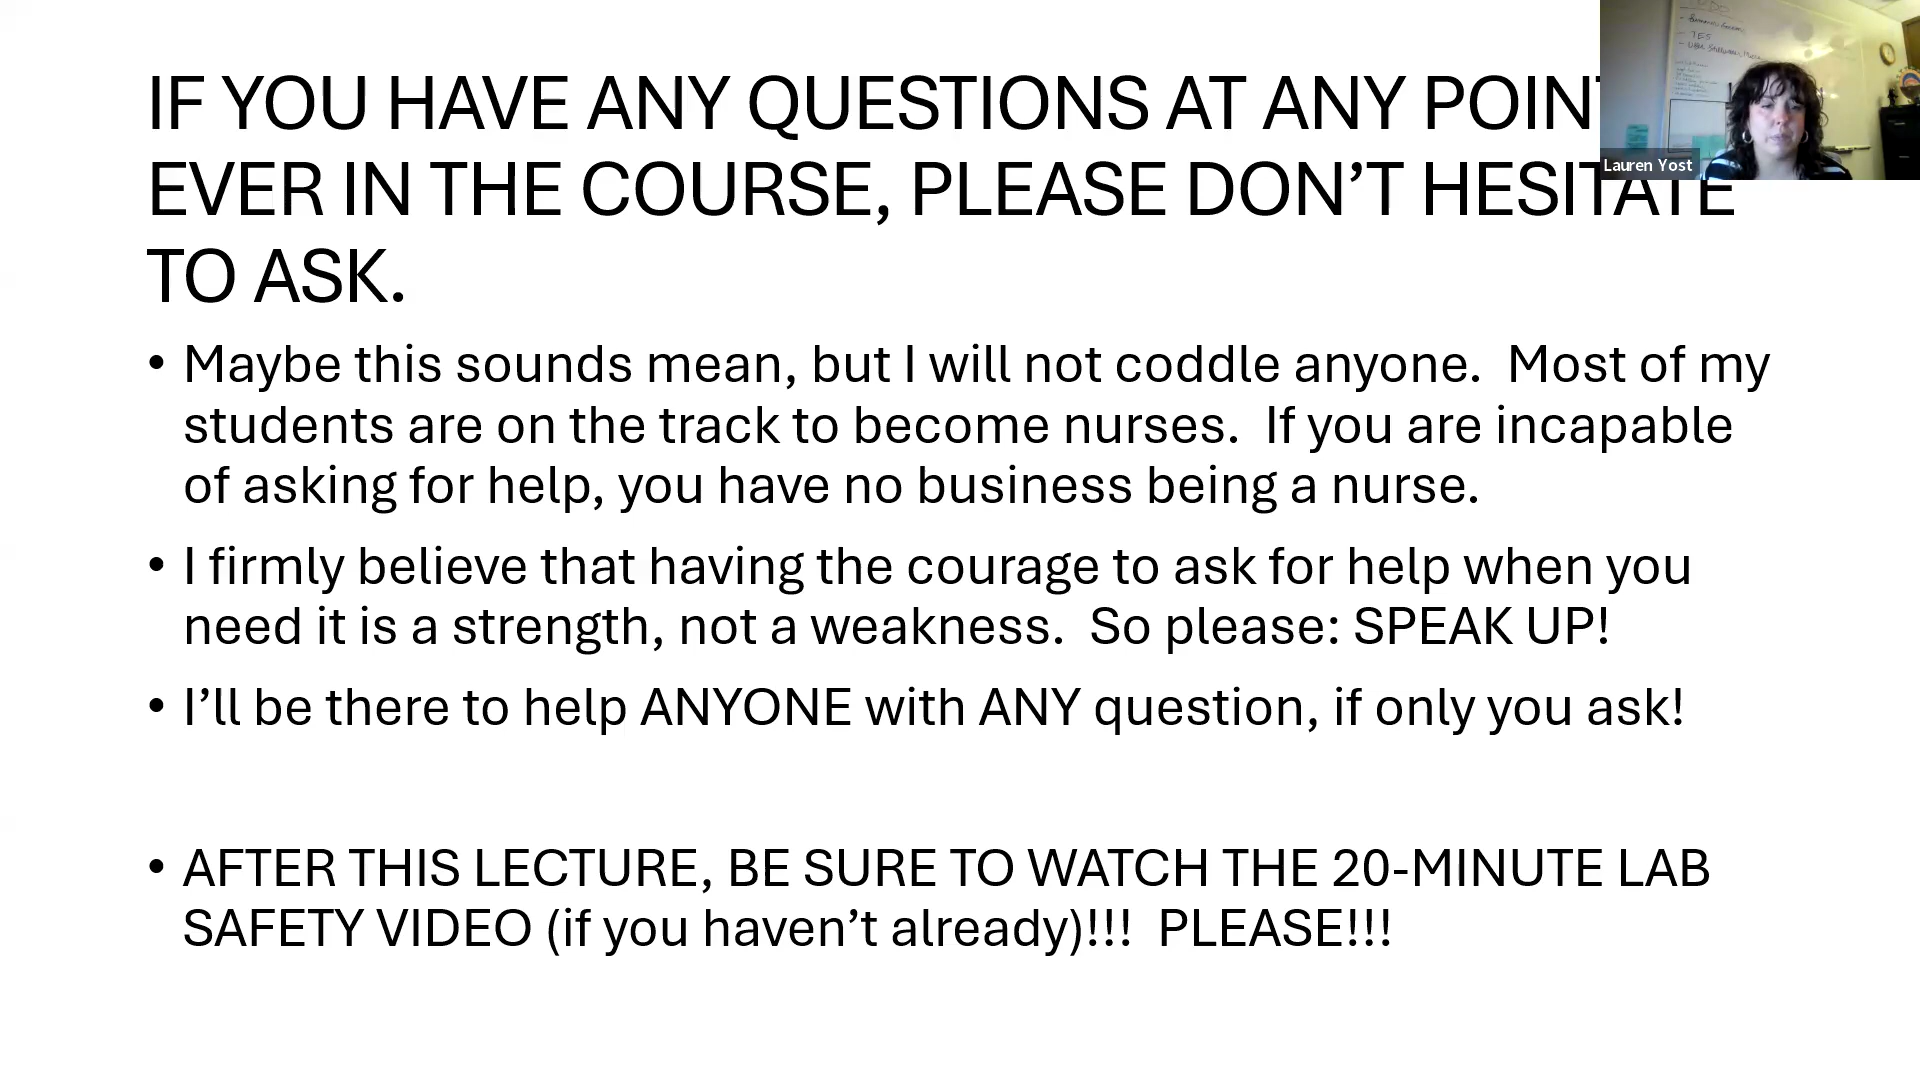 IF YOU HAVE ANY QUESTIONS AT ANY POINT
EVER IN THE COURSE, PLEASE DON’T HESITATE
TO ASK.
• Maybe this sounds mean, but I will not coddle anyone.  Most of my
students are on the track to become nurses.  If you are incapable
of asking for help, you have no business being a nurse.
• I firmly believe that having the courage to ask for help when you
need it is a strength, not a weakness.  So please: SPEAK UP!
• I’ll be there to help ANYONE with ANY question, if only you ask!
• AFTER THIS LECTURE, BE SURE TO WATCH THE 20-MINUTE LAB
SAFETY VIDEO (if you haven’t already)!!!  PLEASE!!!
Lauren Yost